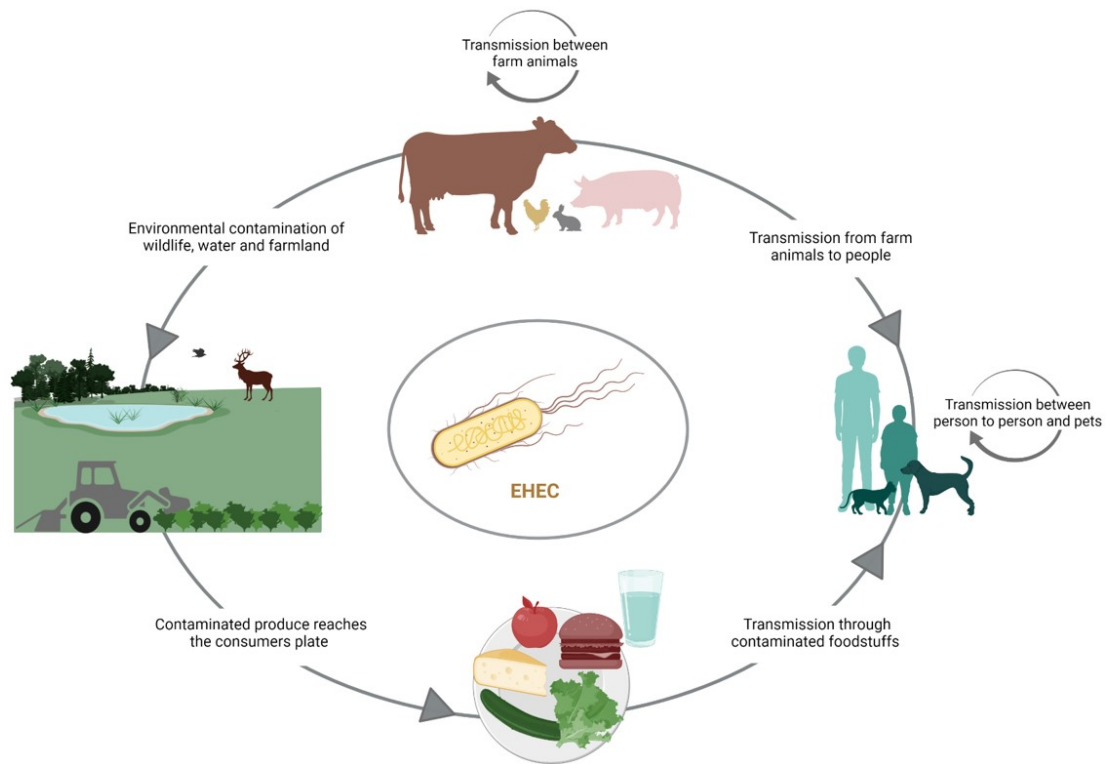 Transmission between
farm animals
Environmental contamination of
wildlife, water and farmland
Transmission from farm
animals to people
Transmission between
person to person and pets
EHEC
Contaminated produce reaches
the consumers plate
Transmission through
contaminated foodstuffs